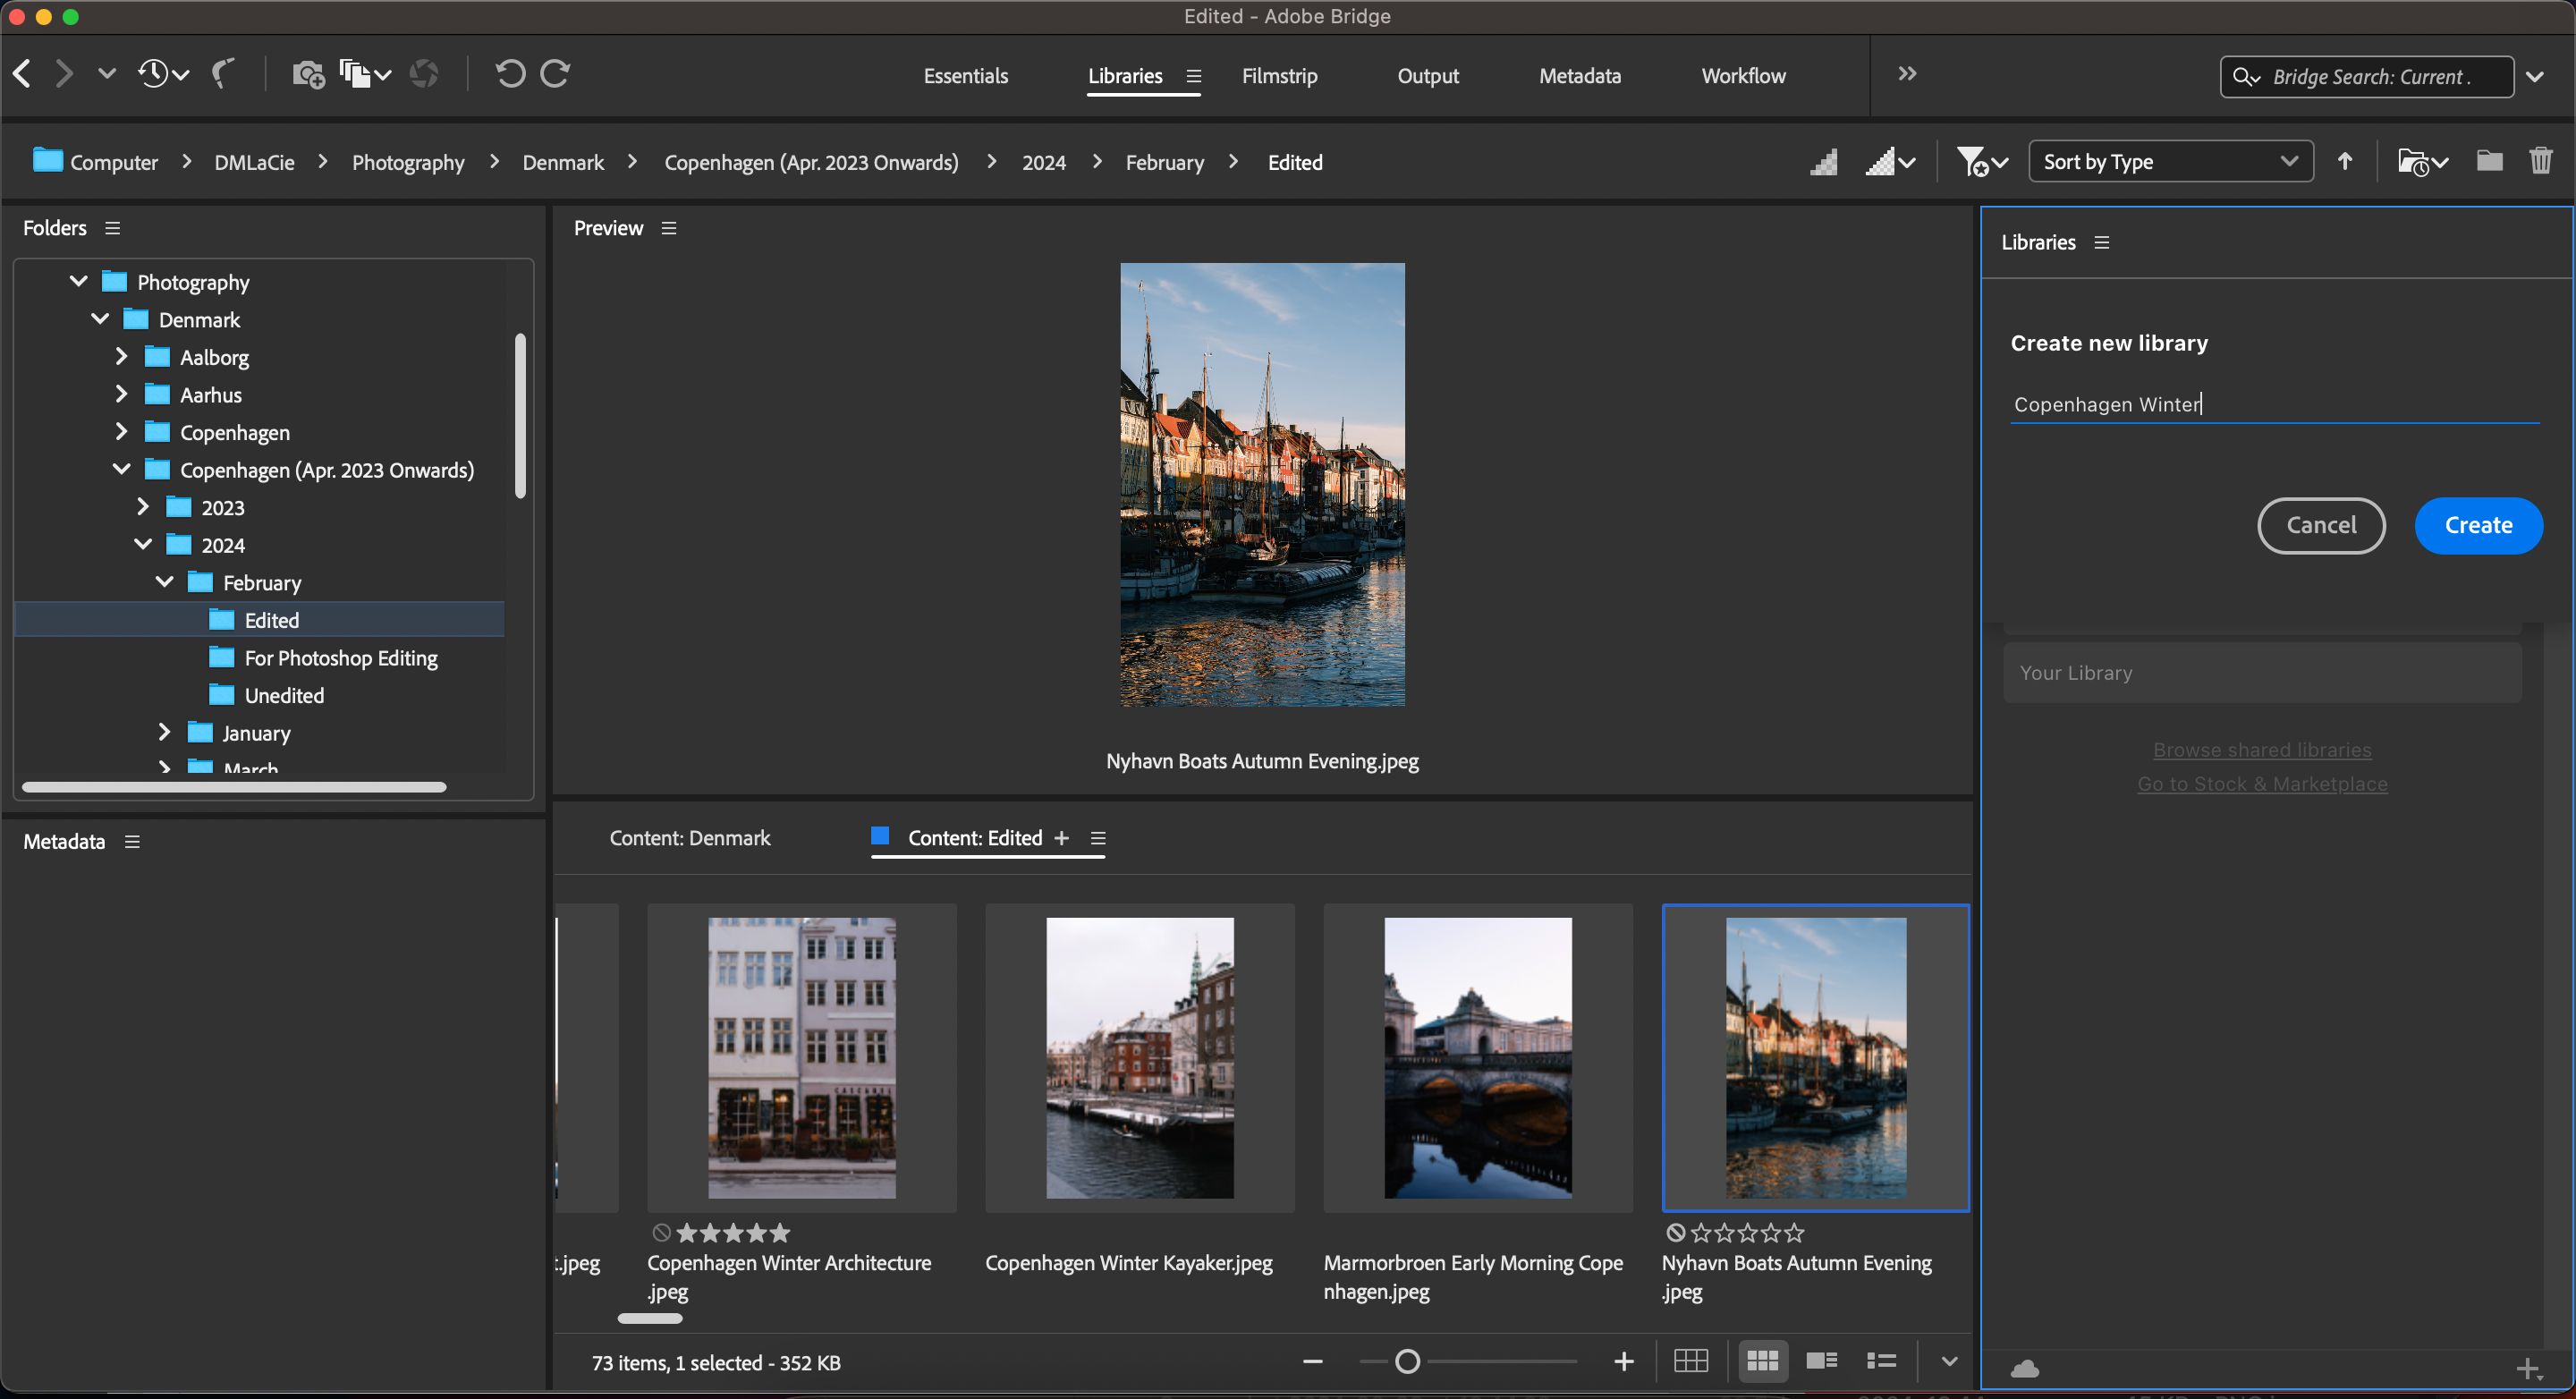 Edited - Adobe Bridge
Essentials
Libraries
Filmstrip
Output
Metadata
Workflow
Bridge Search: Current .
Computer
DMLaCie
Photography
Denmark
Copenhagen (Apr. 2023 Onwards)
2024
February
Edited
Sort by Type
Folders
Photography
Denmark
Aalborg
Aarhus
Copenhagen
Copenhagen (Apr. 2023 Onwards)
2023
2024
February
Edited
For Photoshop Editing
Unedited
January
March
Metadata
Preview
Nyhavn Boats Autumn Evening.jpeg
Content: Denmark
Content: Edited
t.jpeg
Copenhagen Winter Architecture
.jpeg
Copenhagen Winter Kayaker.jpeg
Marmorbroen Early Morning Cope
nhagen.jpeg
Nyhavn Boats Autumn Evening
.jpeg
73 items, 1 selected - 352 KB
Libraries
Create new library
Copenhagen Winter
Cancel
Create
Your Library
Browse shared libraries
Go to Stock & Marketplace